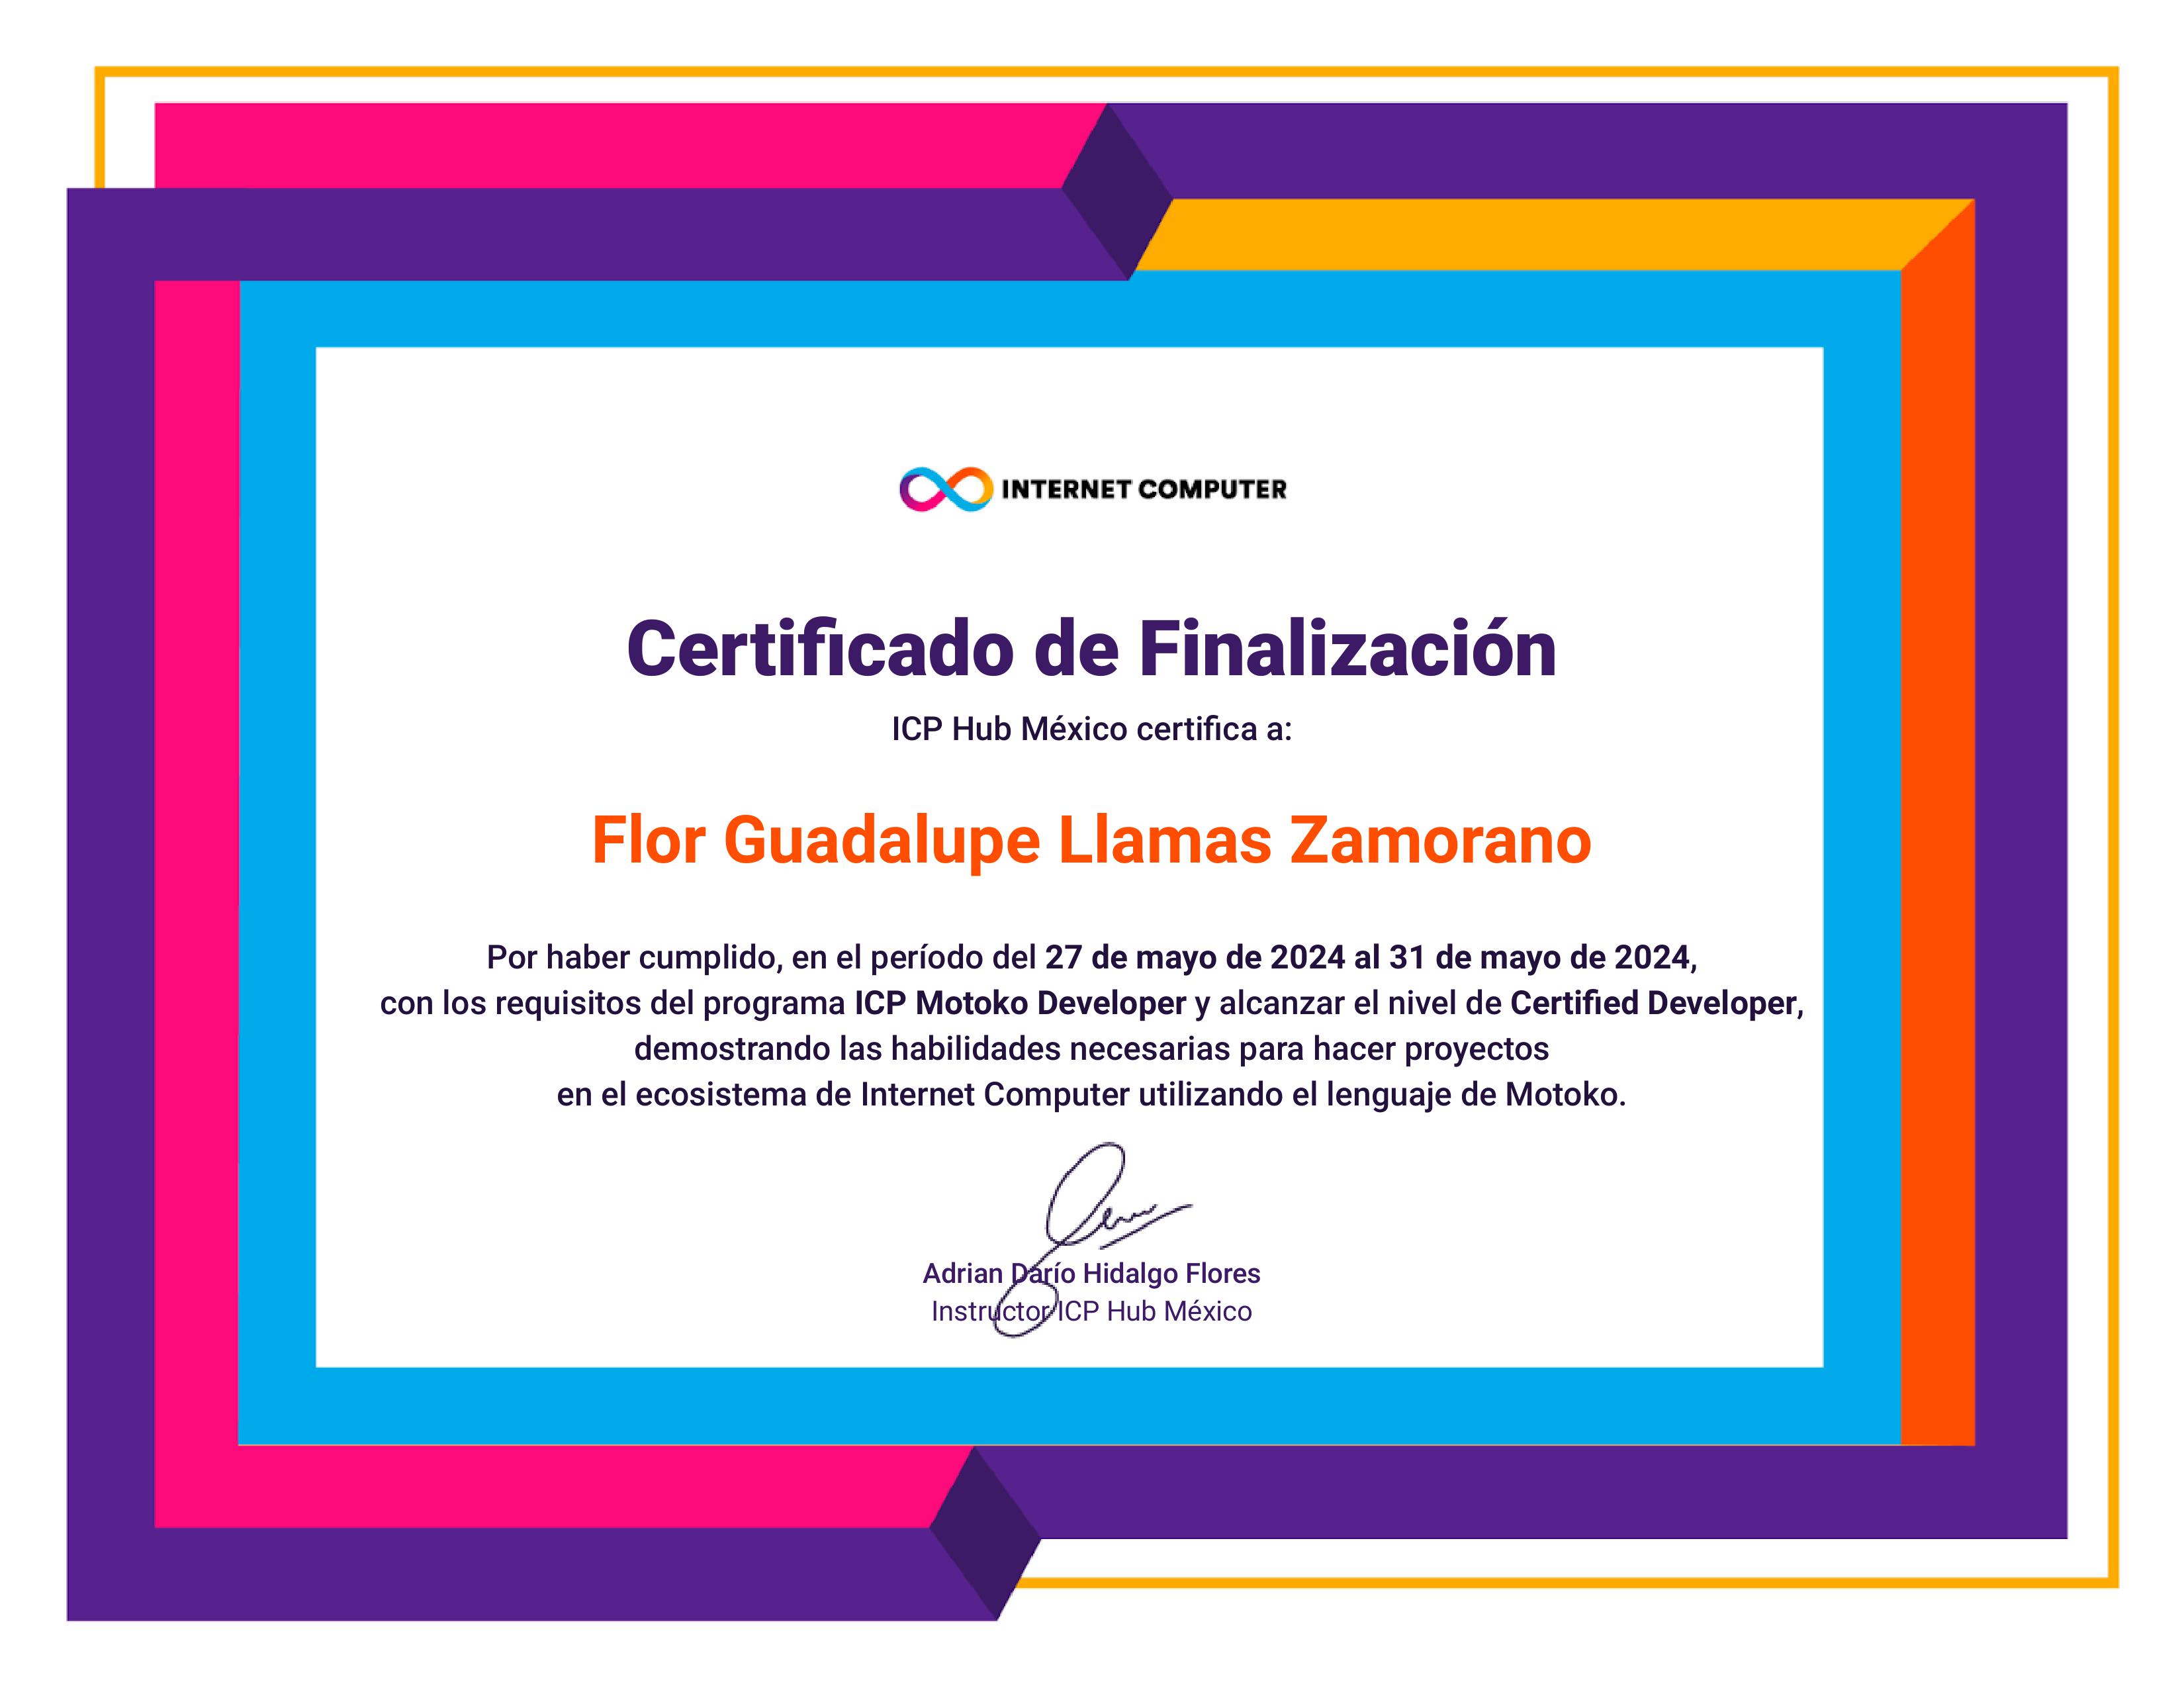 INTERNET COMPUTER
Certificado de Finalización
ICP Hub México certifica a:
Flor Guadalupe Llamas Zamorano
Por haber cumplido, en el período del 27 de mayo de 2024 al 31 de mayo de 2024,
con los requisitos del programa ICP Motoko Developer y alcanzar el nivel de Certified Developer,
demostrando las habilidades necesarias para hacer proyectos
en el ecosistema de Internet Computer utilizando el lenguaje de Motoko.
Adrian Darío Hidalgo Flores
Instructor ICP Hub México